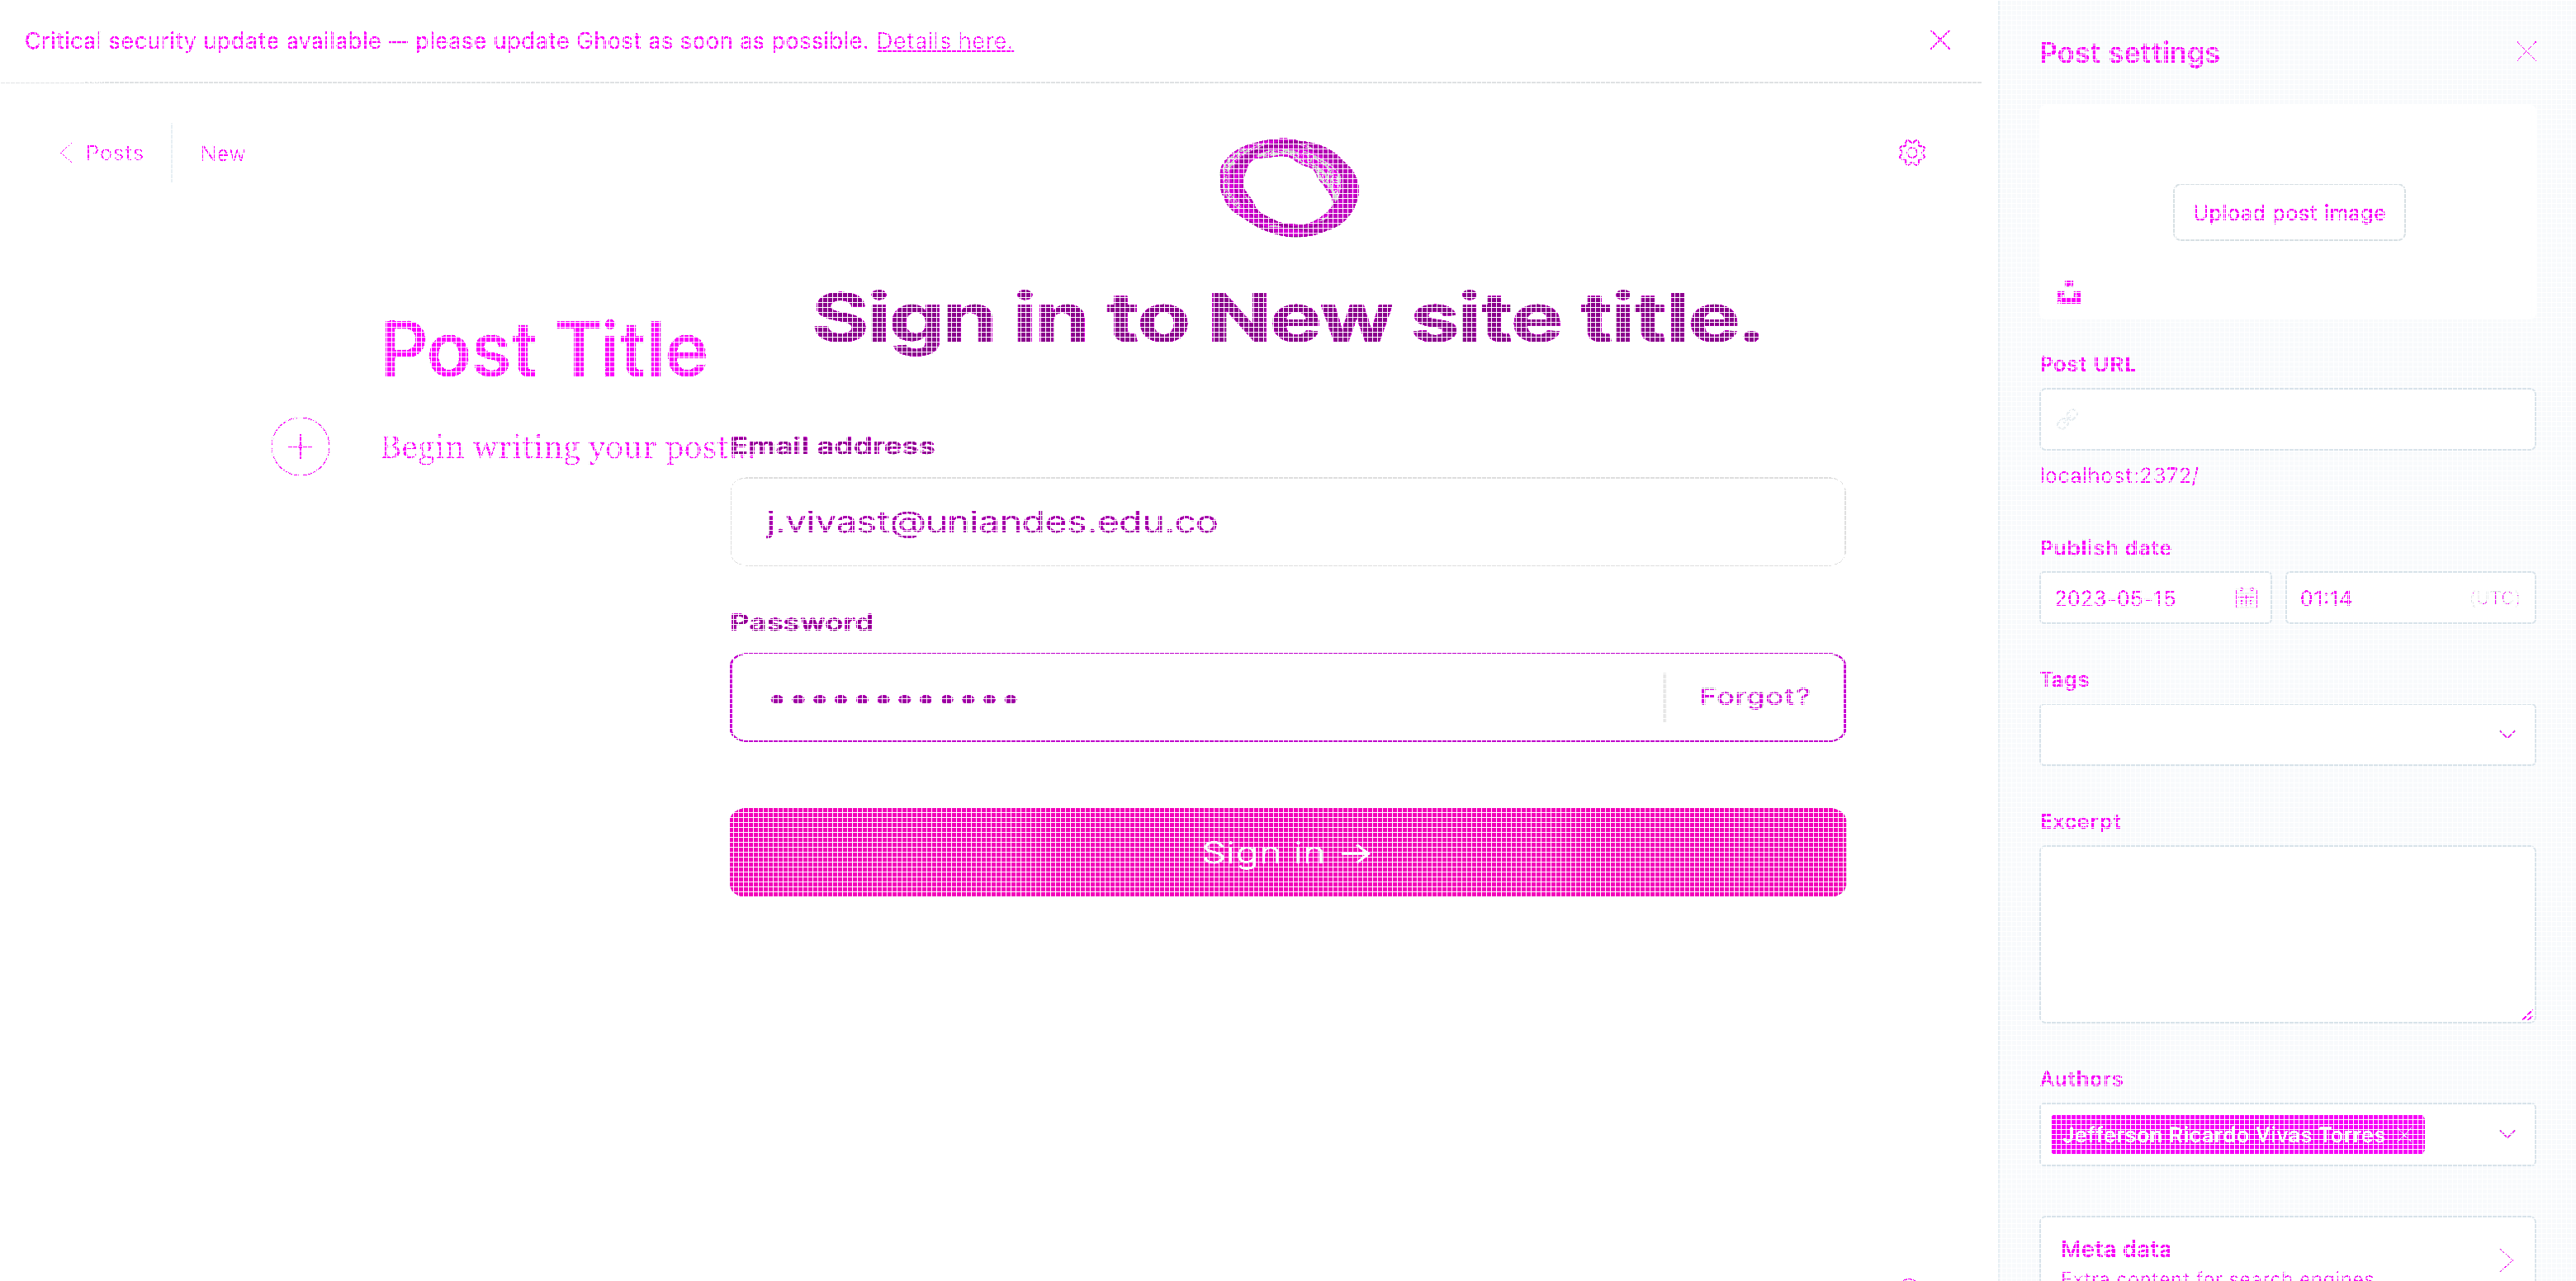 Critical security update available — please update Ghost as soon as possible. Details here.
Posts
New
Sign in to New site title.
Post Title
Begin writing your post...
Email address
j.vivast@uniandes.edu.co
Password
Forgot?
Sign in →
Post settings
Upload post image
Post URL
localhost:2372/
Publish date
2023-05-15
01:14
(UTC)
Tags
Excerpt
Authors
Jefferson Ricardo Vivas Torres ×
Meta data
Extra content for search engines